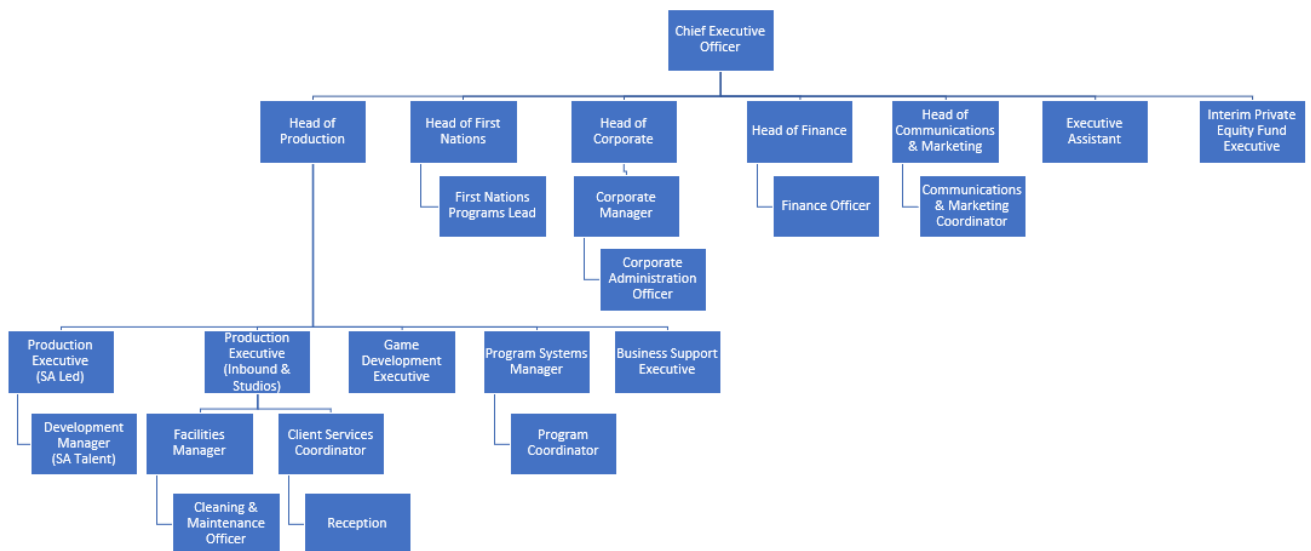 Chief Executive
Officer
Head of
Production
Head of First
Nations
Head of
Corporate
Head of Finance
Head of
Communications
& Marketing
Executive
Assistant
Interim Private
Equity Fund
Executive
First Nations
Programs Lead
Corporate
Manager
Finance Officer
Communications
& Marketing
Coordinator
Corporate
Administration
Officer
Production
Executive
(SA Led)
Production
Executive
(Inbound &
Studios)
Game
Development
Executive
Program Systems
Manager
Business Support
Executive
Development
Manager
(SA Talent)
Facilities
Manager
Client Services
Coordinator
Program
Coordinator
Cleaning &
Maintenance
Officer
Reception